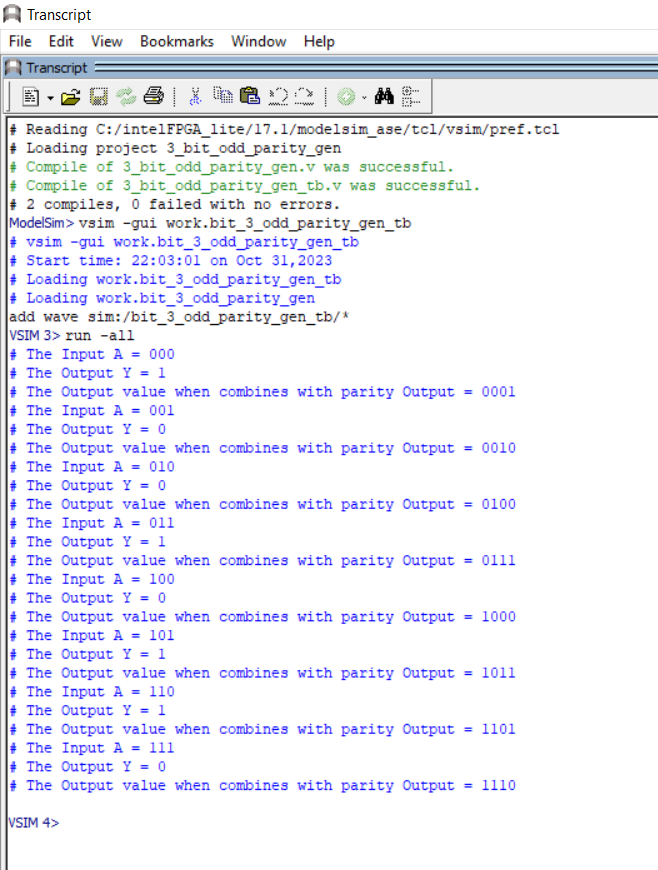 Transcript
File Edit View Bookmarks Window Help
Transcript
# Reading C:/intelFPGA_lite/17.1/modelsim_ase/tcl/vsim/pref.tcl
# Loading project 3_bit_odd_parity_gen
# Compile of 3_bit_odd_parity_gen.v was successful.
# Compile of 3_bit_odd_parity_gen_tb.v was successful.
# 2 compiles, 0 failed with no errors.
ModelSim> vsim -gui work.bit_3_odd_parity_gen_tb
# vsim -gui work.bit_3_odd_parity_gen_tb
# Start time: 22:03:01 on Oct 31,2023
# Loading work.bit_3_odd_parity_gen_tb
# Loading work.bit_3_odd_parity_gen
add wave sim:/bit_3_odd_parity_gen_tb/*
VSIM 3> run -all
# The Input A = 000
# The Output Y = 1
# The Output value when combines with parity Output = 0001
# The Input A = 001
# The Output Y = 0
# The Output value when combines with parity Output = 0010
# The Input A = 010
# The Output Y = 0
# The Output value when combines with parity Output = 0100
# The Input A = 011
# The Output Y = 1
# The Output value when combines with parity Output = 0111
# The Input A = 100
# The Output Y = 0
# The Output value when combines with parity Output = 1000
# The Input A = 101
# The Output Y = 1
# The Output value when combines with parity Output = 1011
# The Input A = 110
# The Output Y = 1
# The Output value when combines with parity Output = 1101
# The Input A = 111
# The Output Y = 0
# The Output value when combines with parity Output = 1110
VSIM 4>